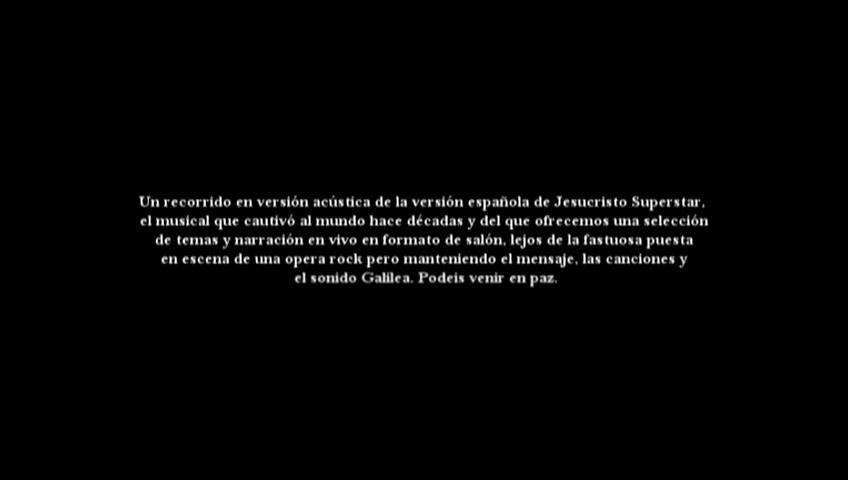 Un recorrido en versión acústica de la versión española de Jesucristo Superstar,
el musical que cautivó al mundo hace décadas y del que ofrecemos una selección
de temas y narración en vivo en formato de salón, lejos de la fastuosa puesta
en escena de una opera rock pero manteniendo el mensaje, las canciones y
el sonido Galilea. Podeis venir en paz.